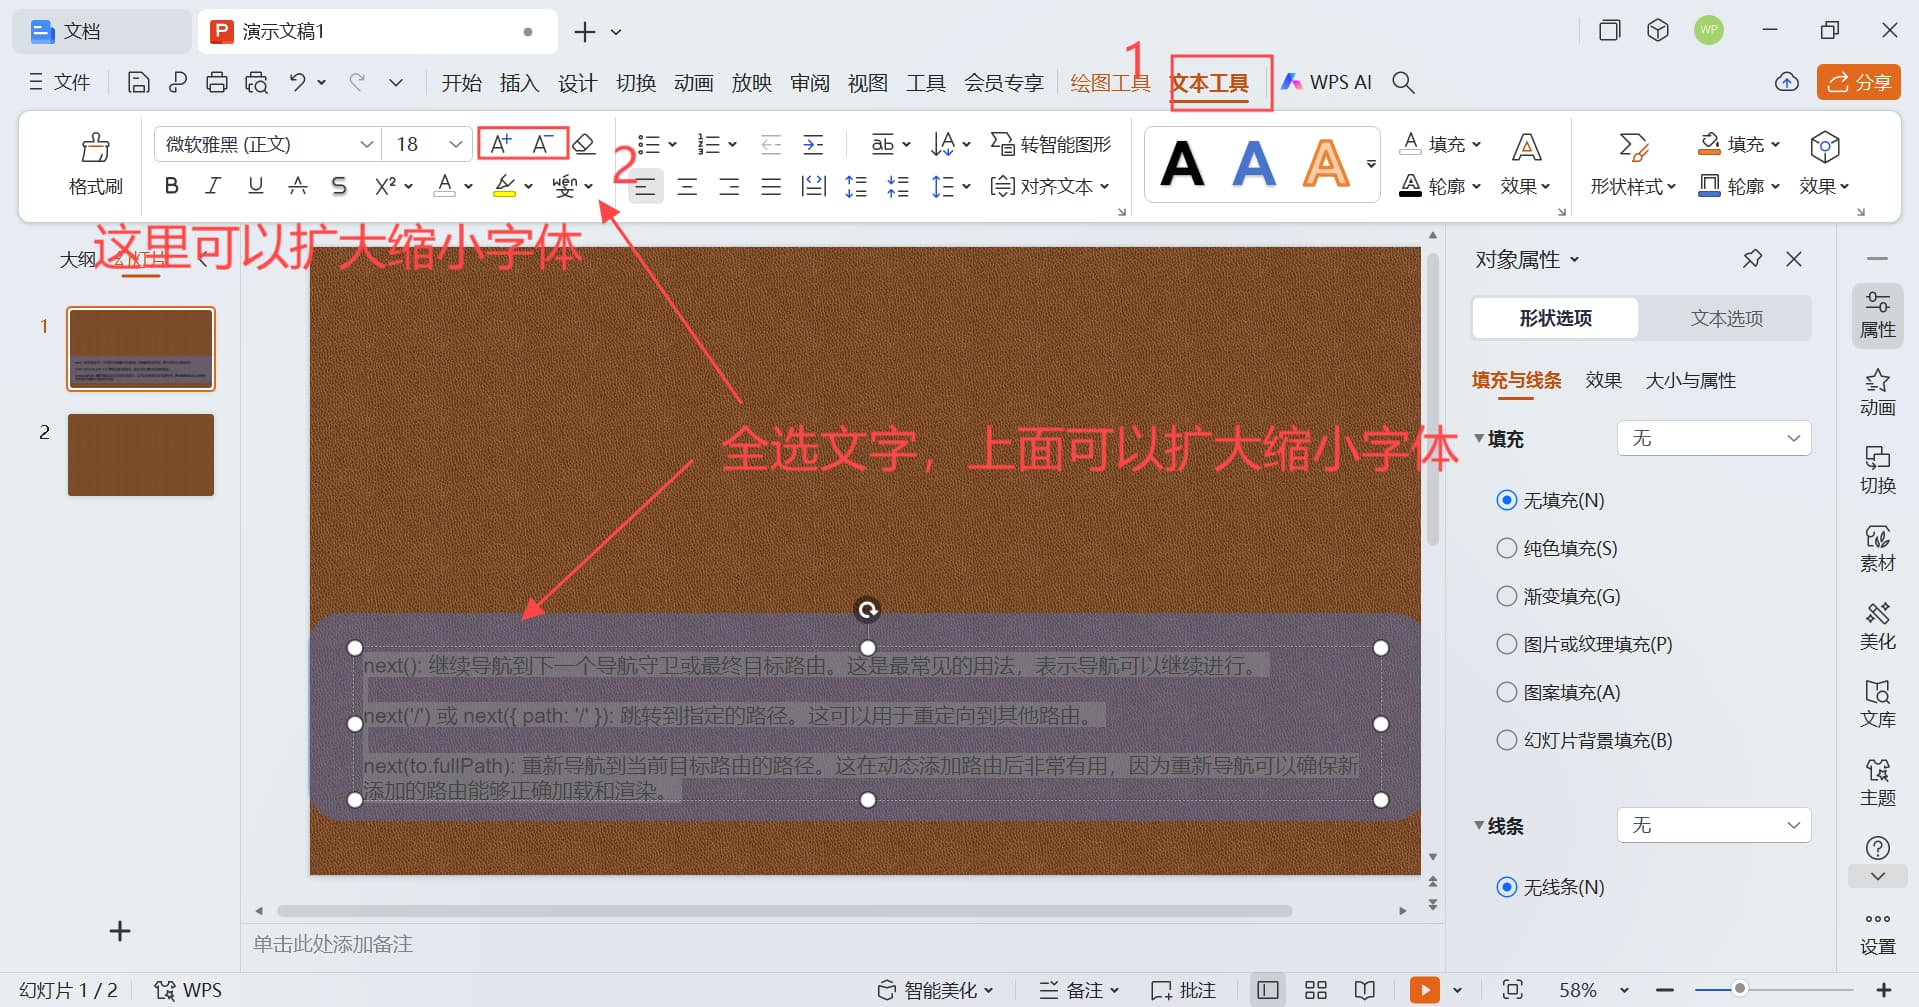 文档
演示文稿1
WP
文件
开始 插入 设计 切换 动画 放映 审阅 视图 工具 会员专享 绘图工具 文本工具 WPS AI
分享
1
格式刷
微软雅黑 (正文) 18 A+ A-
转智能图形
A A A
填充
效果
轮廓
形状样式
填充
轮廓
效果
B I U A S X² A wén 文
对齐文本
2
这里可以扩大缩小字体
大纲 幻灯片
1
2
全选文字，上面可以扩大缩小字体
next(): 继续导航到下一个导航守卫或最终目标路由。这是最常见的用法，表示导航可以继续进行。
next('/') 或 next({ path: '/' }): 跳转到指定的路径。这可以用于重定向到其他路由。
next(to.fullPath): 重新导航到当前目标路由的路径。这在动态添加路由后非常有用，因为重新导航可以确保新
添加的路由能够正确加载和渲染。
单击此处添加备注
对象属性
形状选项 文本选项
填充与线条 效果 大小与属性
填充 无
无填充(N)
纯色填充(S)
渐变填充(G)
图片或纹理填充(P)
图案填充(A)
幻灯片背景填充(B)
线条 无
无线条(N)
属性
动画
切换
素材
美化
文库
主题
设置
幻灯片 1 / 2 WPS 智能美化 备注 批注 58%